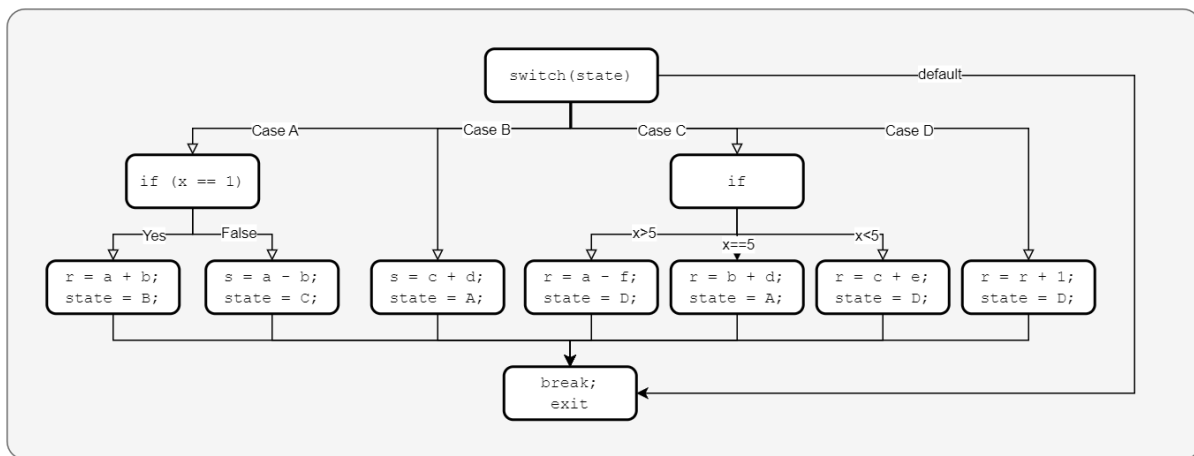 switch(state)
default
Case A
Case B
Case C
Case D
if (x == 1)
if
Yes
False
x>5
x==5
x<5
r = a + b;
state = B;
s = a - b;
state = C;
s = c + d;
state = A;
r = a - f;
state = D;
r = b + d;
state = A;
r = c + e;
state = D;
r = r + 1;
state = D;
break;
exit